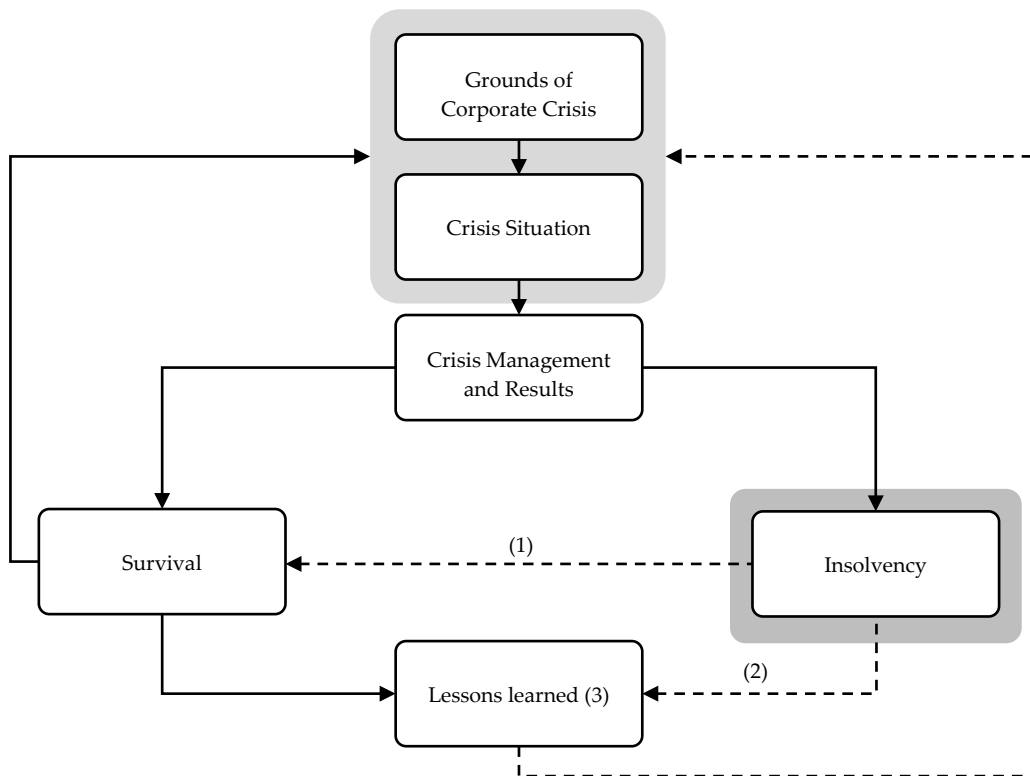 Grounds of
Corporate Crisis
Crisis Situation
Crisis Management
and Results
Survival
(1)
Insolvency
Lessons learned (3)
(2)